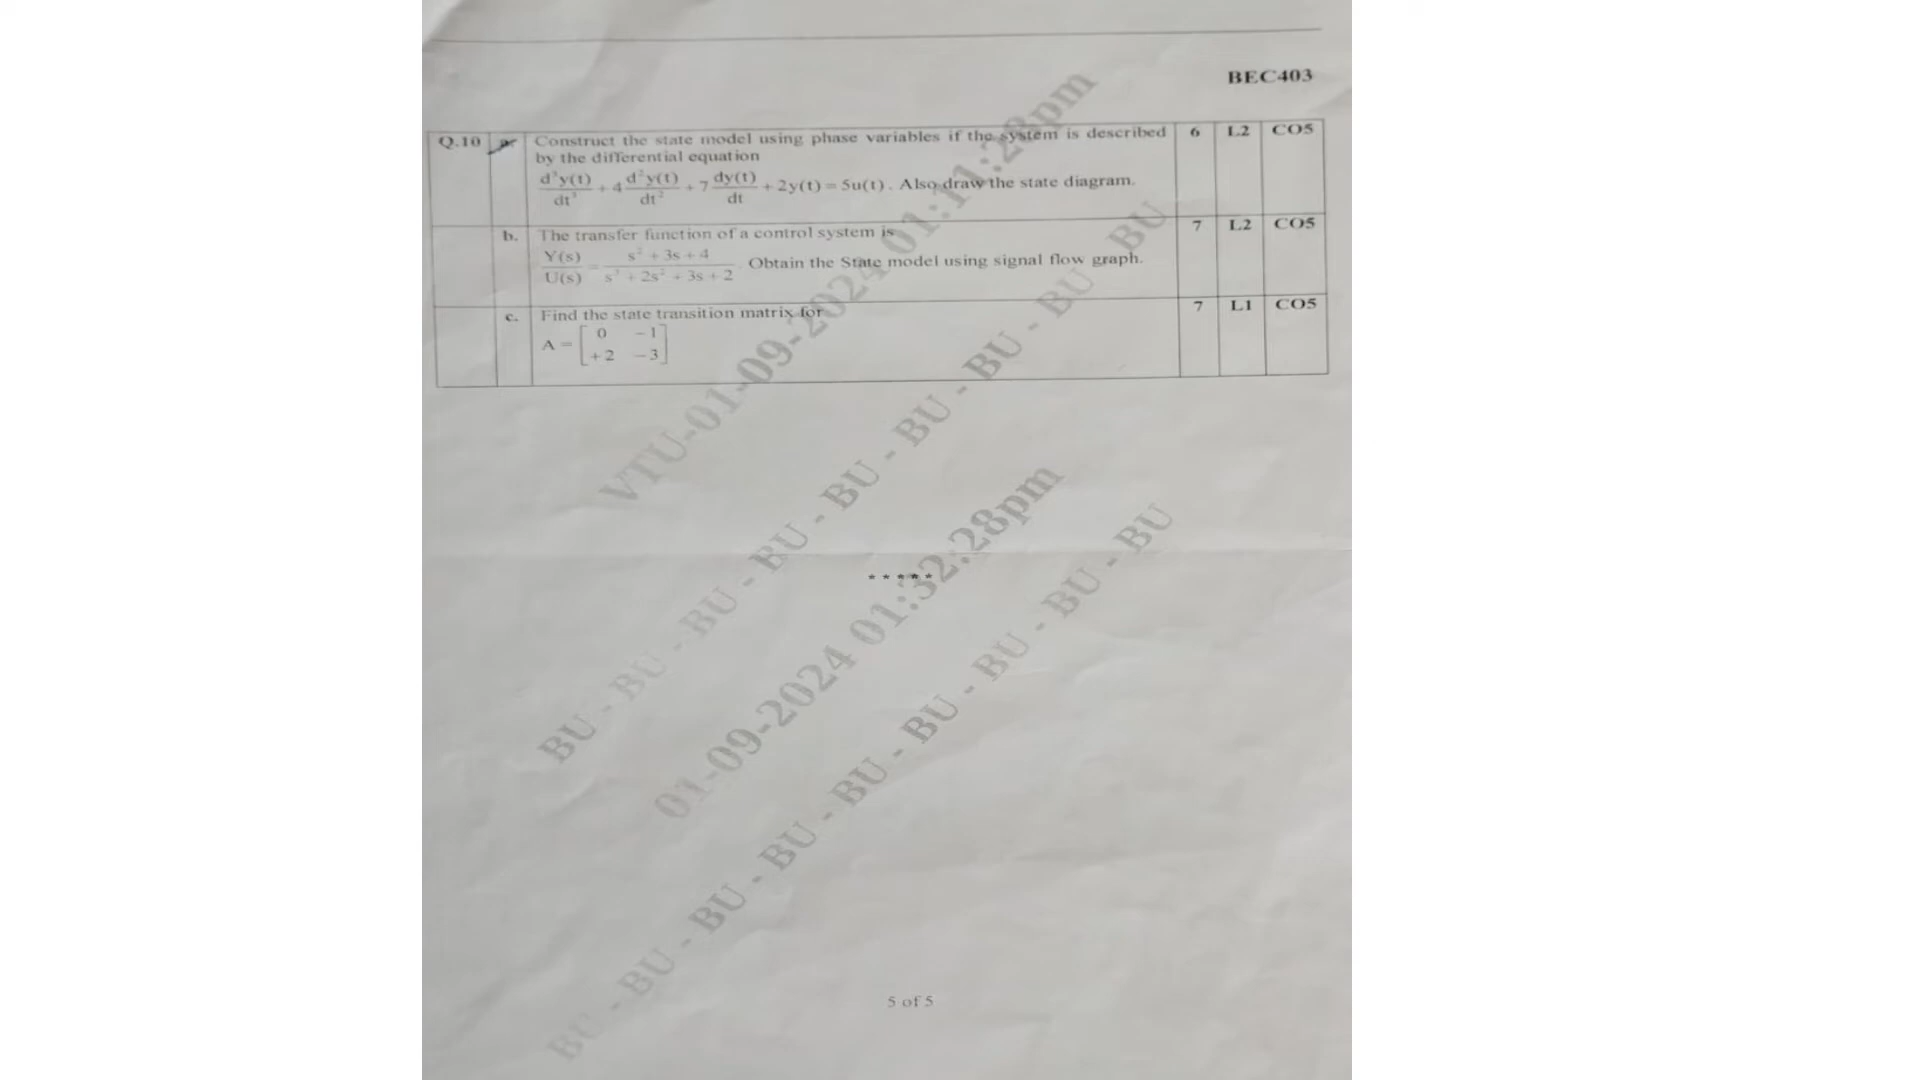 BEC403
Q.10 a. Construct the state model using phase variables if the system is described 6 L2 CO5
by the differential equation
d³y(t)/dt³ + 4 d²y(t)/dt² + 7 dy(t)/dt + 2y(t) = 5u(t). Also draw the state diagram.
b. The transfer function of a control system is 7 L2 CO5
Y(s)/U(s) = s² + 3s + 4 / s³ + 2s² + 3s + 2 Obtain the State model using signal flow graph.
c. Find the state transition matrix for 7 L1 CO5
A = [ 0 -1
+2 -3 ]
VTU-01-09-2024 01:11:28pm
BU - BU - BU - BU - BU - BU - BU - BU - BU
*****
01-09-2024 01:32:28pm
BU - BU - BU - BU - BU - BU - BU - BU - BU
5 of 5